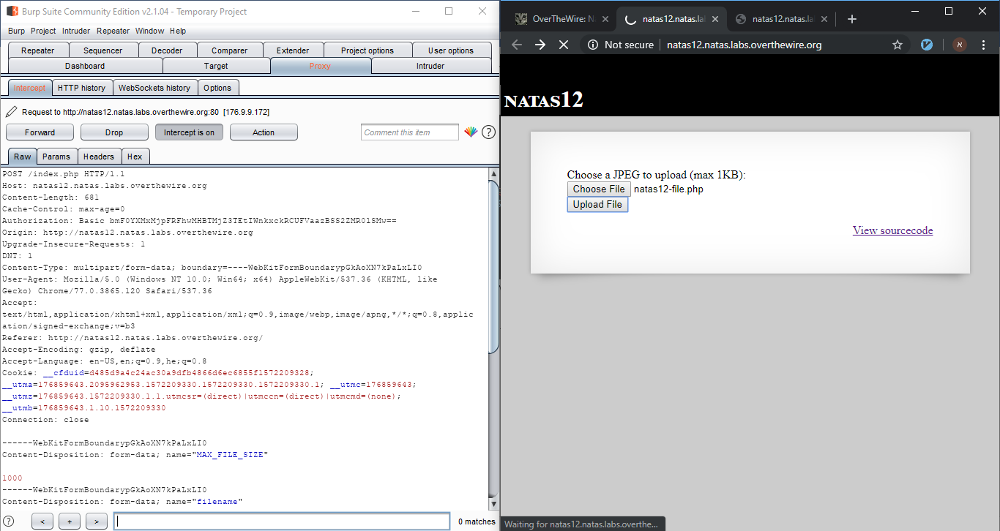 Burp Suite Community Edition v2.1.04 - Temporary Project
Burp Project Intruder Repeater Window Help
Repeater Sequencer Decoder Comparer Extender Project options User options
Dashboard Target Proxy Intruder
Intercept HTTP history WebSockets history Options
Request to http://natas12.natas.labs.overthewire.org:80 [176.9.9.172]
Forward Drop Intercept is on Action Comment this item ?
Raw Params Headers Hex
POST /index.php HTTP/1.1
Host: natas12.natas.labs.overthewire.org
Content-Length: 681
Cache-Control: max-age=0
Origin: http://natas12.natas.labs.overthewire.org
Upgrade-Insecure-Requests: 1
DNT: 1
Content-Type: multipart/form-data; boundary=----WebKitFormBoundarypGkAoXN7kPaLxLI0
User-Agent: Mozilla/5.0 (Windows NT 10.0; Win64; x64) AppleWebKit/537.36 (KHTML, like
Gecko) Chrome/77.0.3865.120 Safari/537.36
Accept:
text/html,application/xhtml+xml,application/xml;q=0.9,image/webp,image/apng,*/*;q=0.8,applic
ation/signed-exchange;v=b3
Referer: http://natas12.natas.labs.overthewire.org/
Accept-Encoding: gzip, deflate
Accept-Language: en-US,en;q=0.9,he;q=0.8
Cookie: __cfduid=d485d9a4c24ac30a9dfb4866d6ec6855f1572209328;
__utma=176859643.2095962953.1572209330.1572209330.1572209330.1; __utmc=176859643;
__utmz=176859643.1572209330.1.1.utmcsr=(direct)|utmccn=(direct)|utmcmd=(none);
__utmb=176859643.1.10.1572209330
Connection: close
------WebKitFormBoundarypGkAoXN7kPaLxLI0
Content-Disposition: form-data; name="MAX_FILE_SIZE"
1000
------WebKitFormBoundarypGkAoXN7kPaLxLI0
Content-Disposition: form-data; name="filename"
? < + > 0 matches
OverTheWire: N natas12.natas.la natas12.natas.la
Not secure | natas12.natas.labs.overthewire.org א
NATAS12
Choose a JPEG to upload (max 1KB):
Choose File natas12-file.php
Upload File
View sourcecode
Waiting for natas12.natas.labs.overthe...